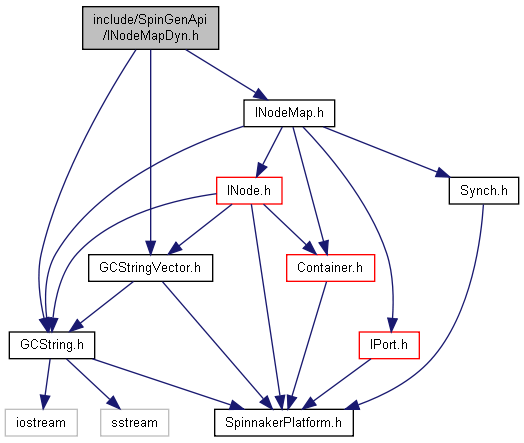 include/SpinGenApi
/INodeMapDyn.h
INodeMap.h
INode.h
Synch.h
GCStringVector.h
Container.h
GCString.h
IPort.h
iostream
sstream
SpinnakerPlatform.h